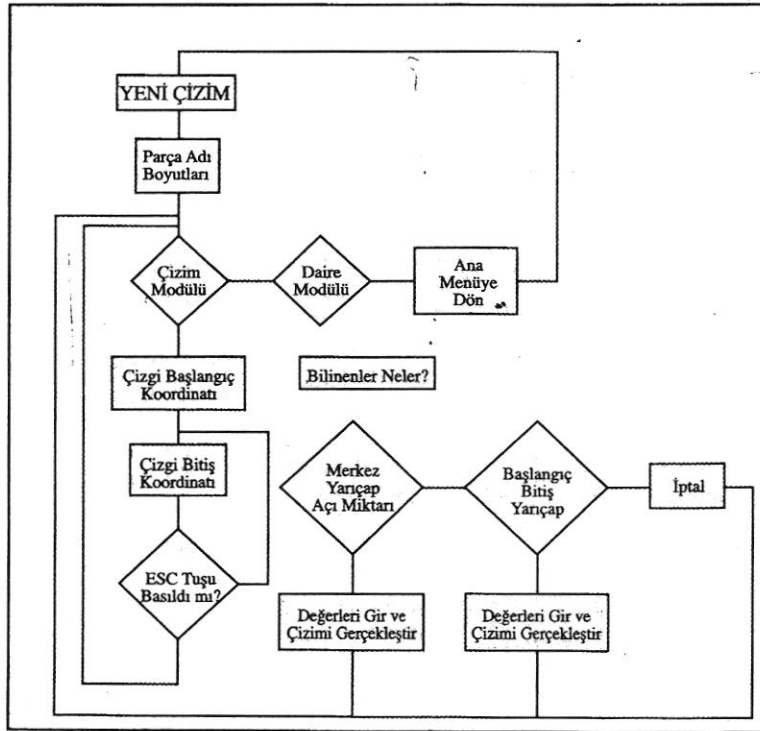 YENİ ÇİZİM
Parça Adı
Boyutları
Çizim
Modülü
Daire
Modülü
Ana
Menüye
Dön
Çizgi Başlangıç
Koordinatı
Bilinenler Neler?
Çizgi Bitiş
Koordinatı
Merkez
Yarıçap
Açı Miktarı
Başlangıç
Bitiş
Yarıçap
İptal
ESC Tuşu
Basıldı mı?
Değerleri Gir ve
Çizimi Gerçekleştir
Değerleri Gir ve
Çizimi Gerçekleştir